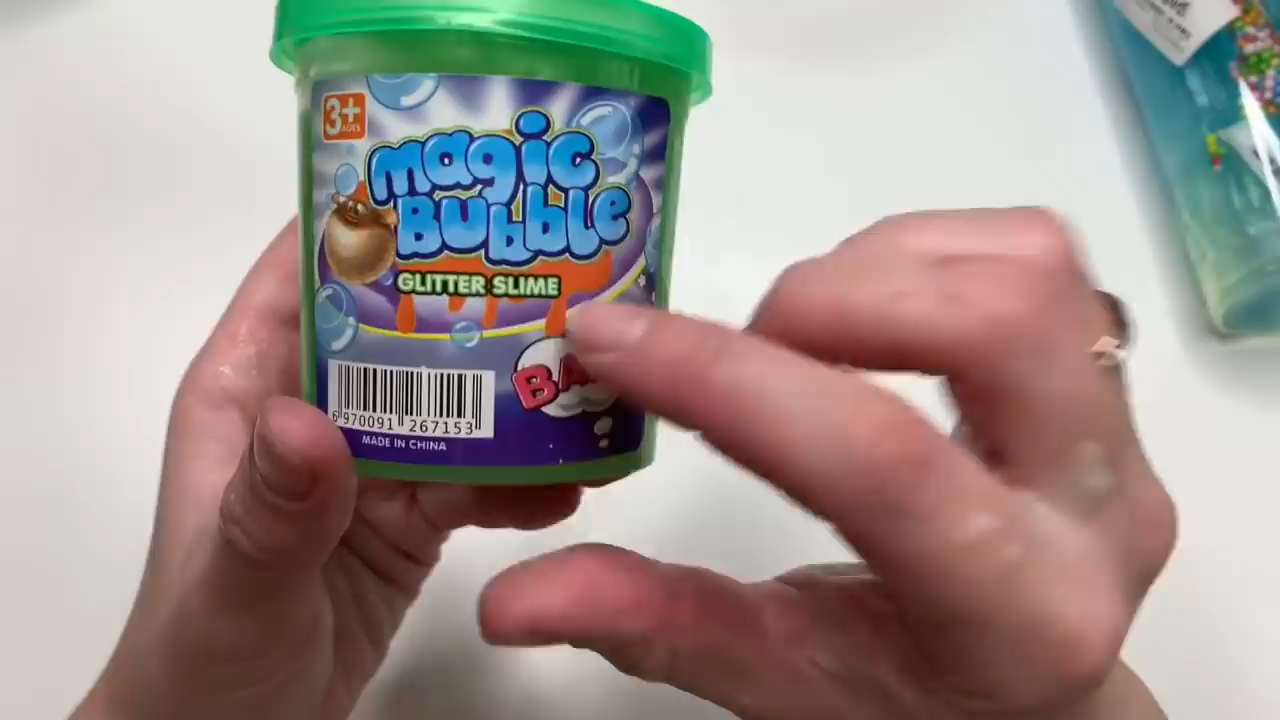 3+
AGES
magic
Bubble
GLITTER SLIME
6 970091 267153
MADE IN CHINA